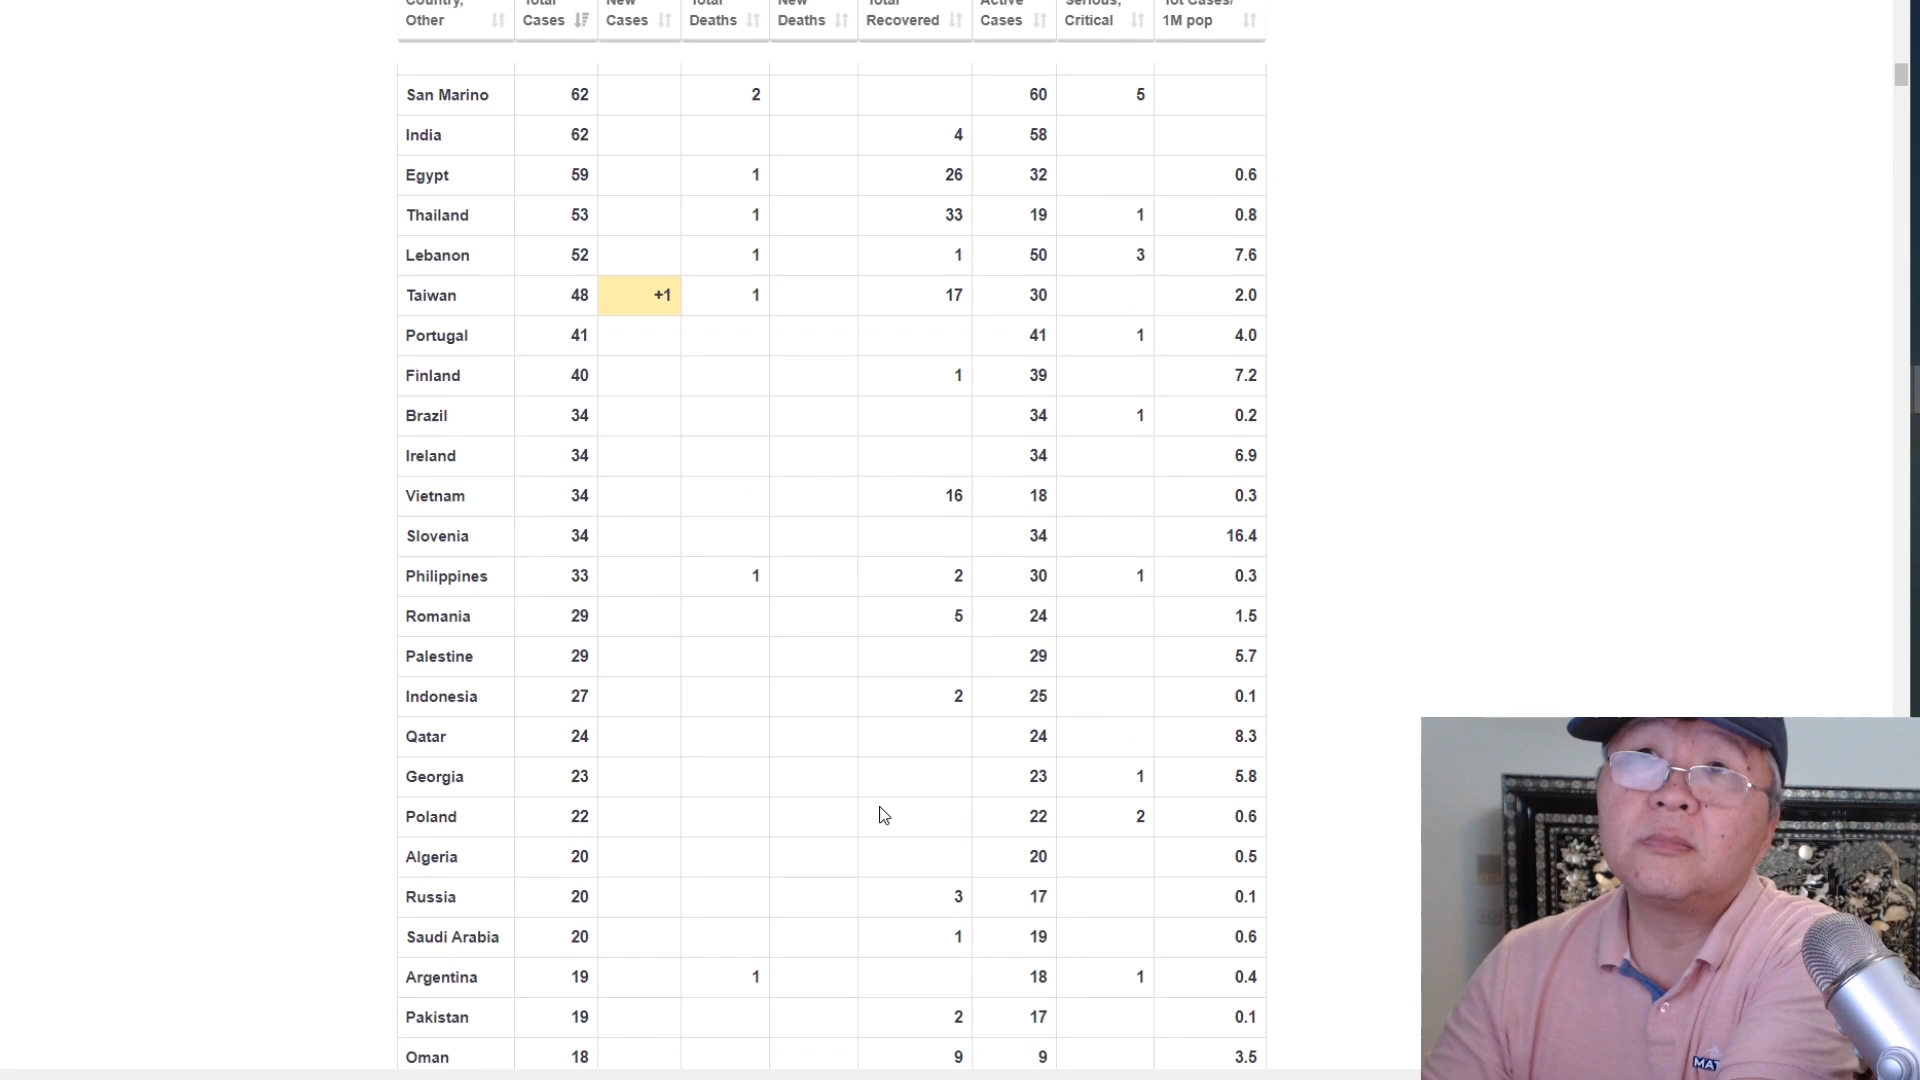 Country, Total New Total New Total Active Serious, Tot Cases/
Other Cases Cases Deaths Deaths Recovered Cases Critical 1M pop
San Marino 62 2 60 5
India 62 4 58
Egypt 59 1 26 32 0.6
Thailand 53 1 33 19 1 0.8
Lebanon 52 1 1 50 3 7.6
Taiwan 48 +1 1 17 30 2.0
Portugal 41 41 1 4.0
Finland 40 1 39 7.2
Brazil 34 34 1 0.2
Ireland 34 34 6.9
Vietnam 34 16 18 0.3
Slovenia 34 34 16.4
Philippines 33 1 2 30 1 0.3
Romania 29 5 24 1.5
Palestine 29 29 5.7
Indonesia 27 2 25 0.1
Qatar 24 24 8.3
Georgia 23 23 1 5.8
Poland 22 22 2 0.6
Algeria 20 20 0.5
Russia 20 3 17 0.1
Saudi Arabia 20 1 19 0.6
Argentina 19 1 18 1 0.4
Pakistan 19 2 17 0.1
Oman 18 9 9 3.5
MAT